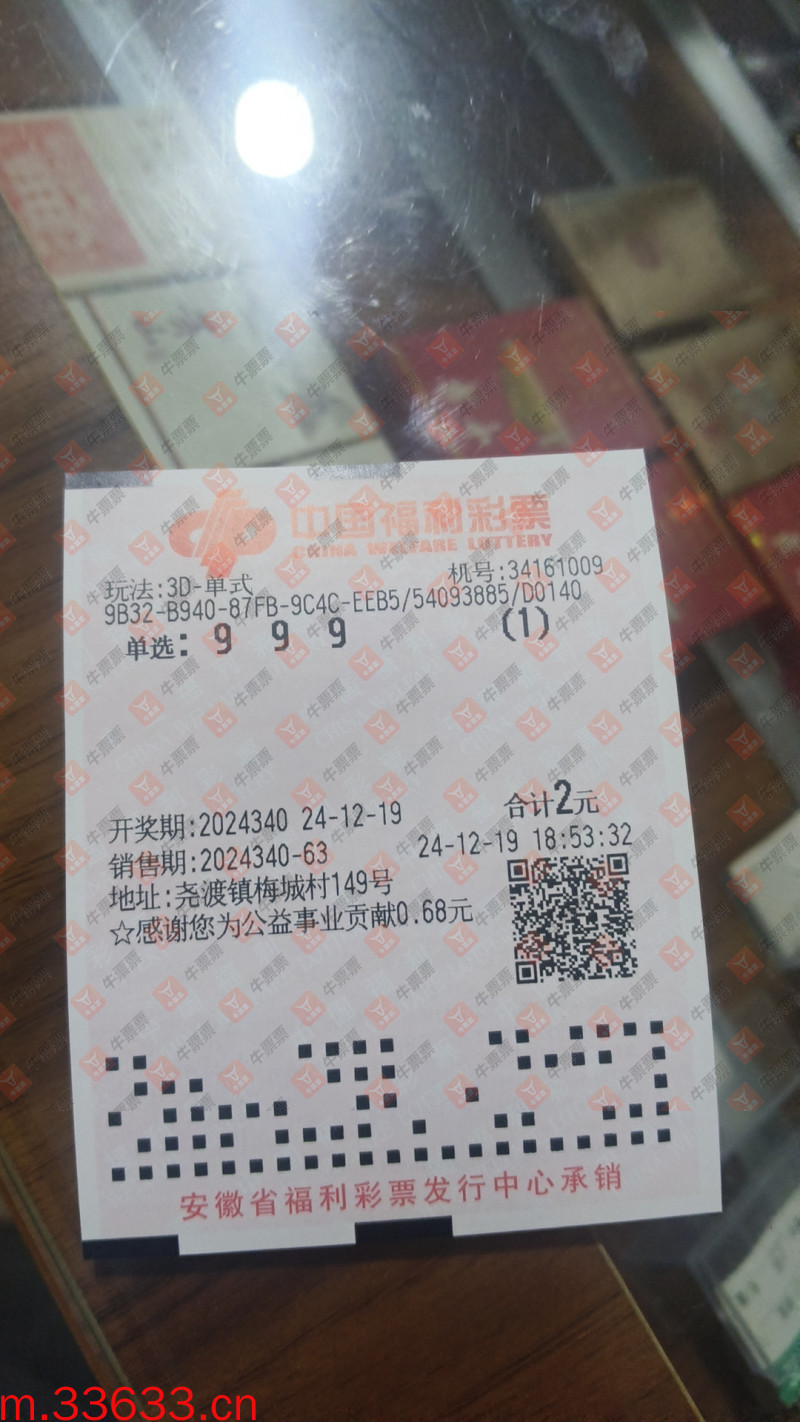 中国福利彩票
CHINA WELFARE LOTTERY
玩法:3D-单式 机号:34161009
9B32-B940-87FB-9C4C-EEB5/54093885/D0140
单选: 9 9 9 (1)
开奖期:2024340 24-12-19 合计2元
销售期:2024340-63 24-12-19 18:53:32
地址:尧渡镇梅城村149号
☆感谢您为公益事业贡献0.68元
安徽省福利彩票发行中心承销
牛票票
m.33633.cn